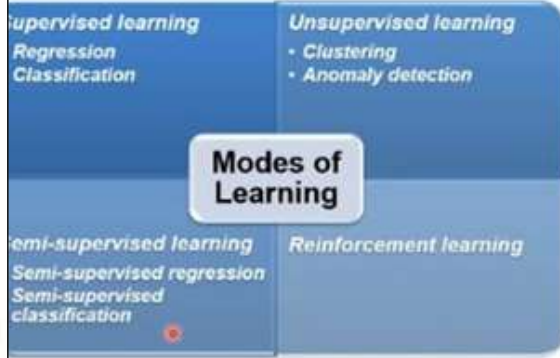 upervised learning
Regression
Classification
Unsupervised learning
• Clustering
• Anomaly detection
Modes of
Learning
emi-supervised learning
Semi-supervised regression
Semi-supervised
classification
Reinforcement learning